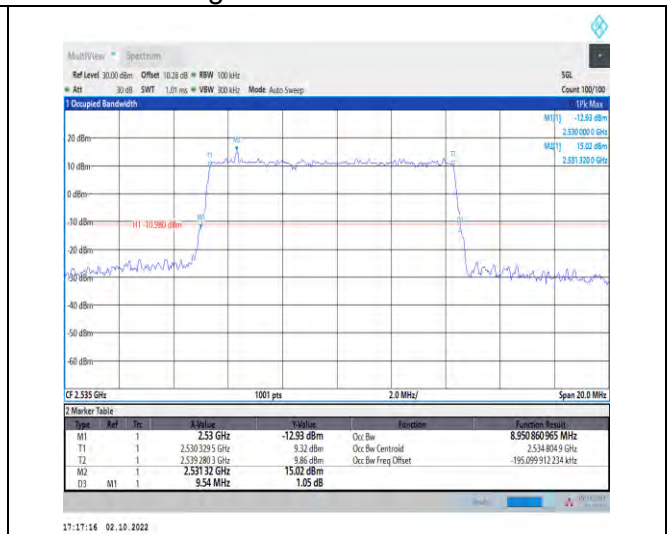 MultiView Spectrum
Ref Level 30.00 dBm Offset 10.28 dB RBW 100 kHz SGL
Att 30 dB SWT 1.01 ms VBW 300 kHz Mode Auto Sweep Count 100/100
1 Occupied Bandwidth 1Pk Max
M1[1] -12.93 dBm
2.530 000 0 GHz
M2[1] 15.02 dBm
2.531 320 0 GHz
20 dBm
M2
T1
T2
10 dBm
0 dBm
-10 dBm
H1 -10.980 dBm
-20 dBm
-30 dBm
-40 dBm
-50 dBm
-60 dBm
CF 2.535 GHz 1001 pts 2.0 MHz/ Span 20.0 MHz
2 Marker Table
Type Ref Trc X-Value Y-Value Function Function Result
M1 1 2.53 GHz -12.93 dBm Occ Bw 8.950 860 965 MHz
T1 1 2.530 329 5 GHz 9.32 dBm Occ Bw Centroid 2.534 804 9 GHz
T2 1 2.539 280 3 GHz 9.86 dBm Occ Bw Freq Offset -195.099 912 234 kHz
M2 1 2.531 32 GHz 15.02 dBm
D3 M1 1 9.54 MHz 1.05 dB
17:17:16 02.10.2022